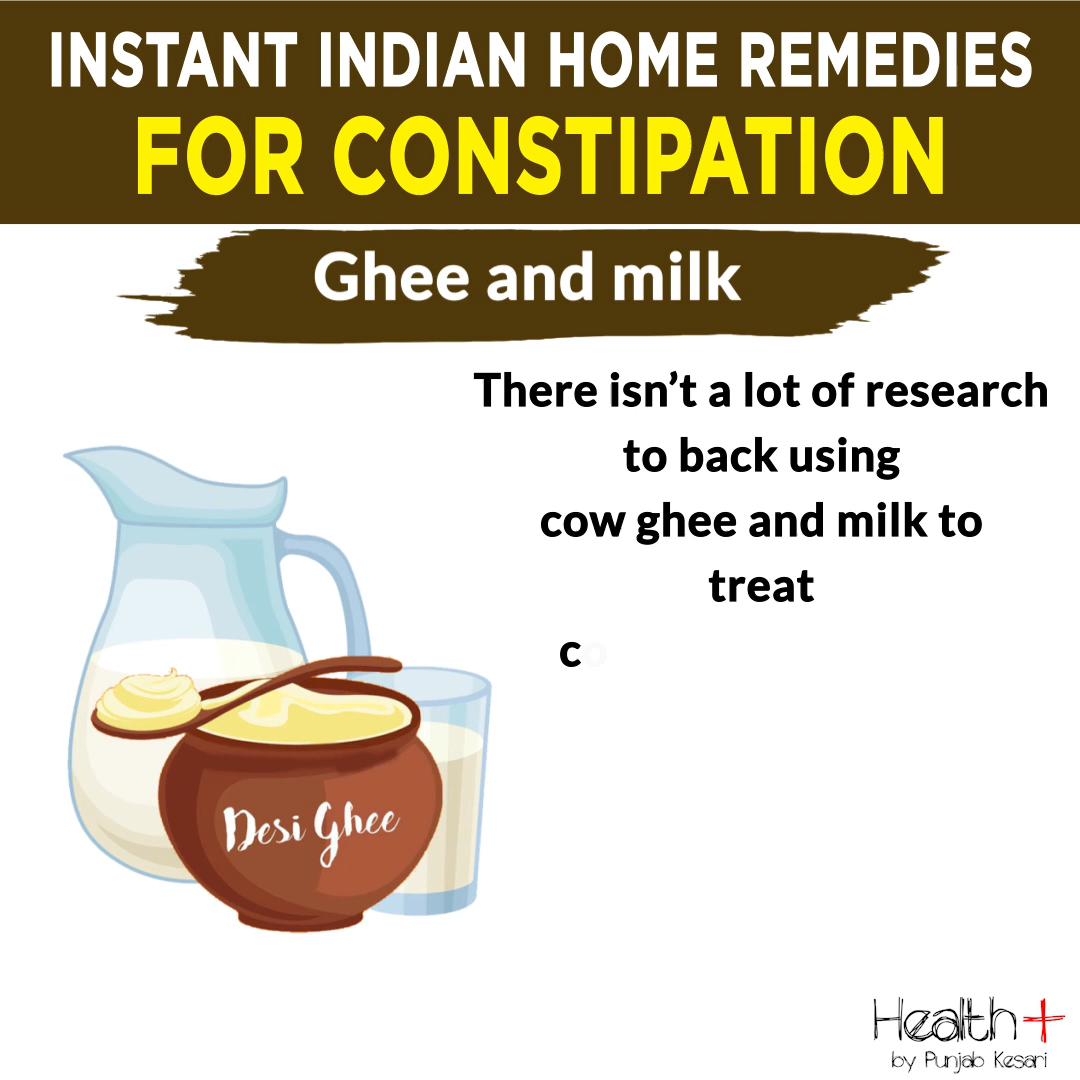 INSTANT INDIAN HOME REMEDIES
FOR CONSTIPATION
Ghee and milk
There isn't a lot of research
to back using
cow ghee and milk to
treat
co
Desi Ghee
Health+
by Punjab Kesari